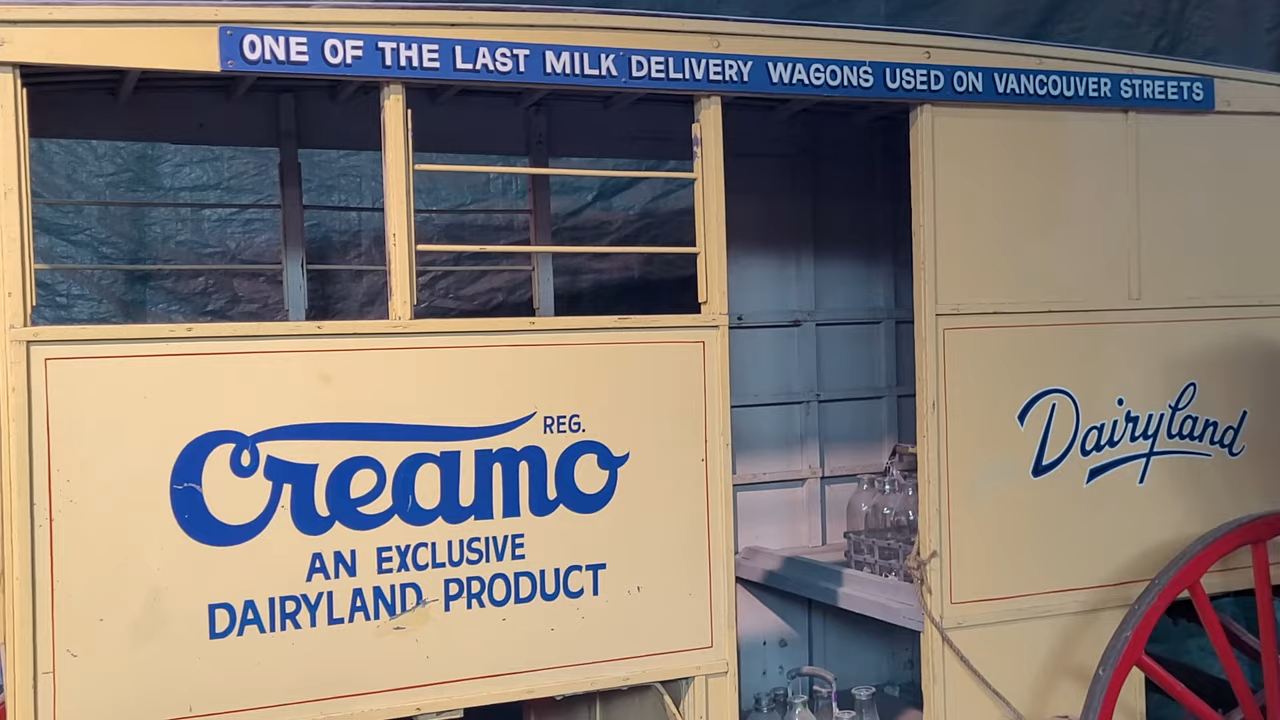 ONE OF THE LAST MILK DELIVERY WAGONS USED ON VANCOUVER STREETS
Creamo REG.
AN EXCLUSIVE
DAIRYLAND PRODUCT
Dairyland